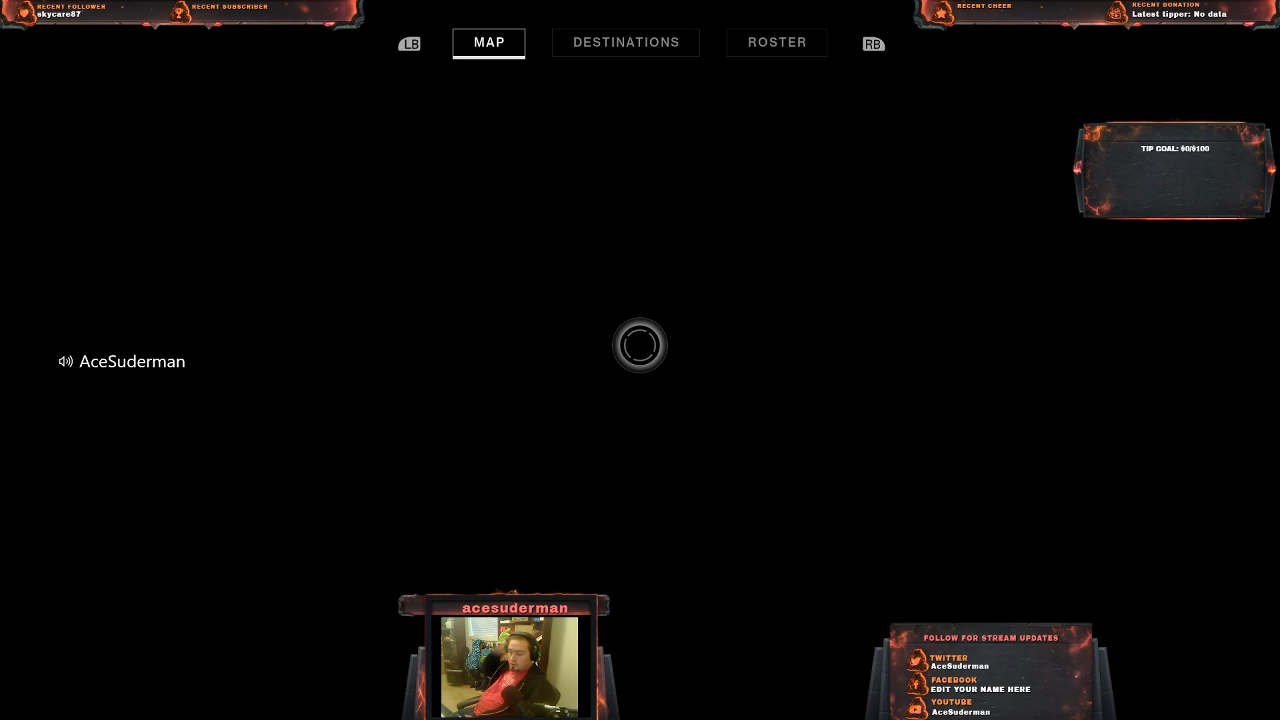 RECENT FOLLOWER
skycare87
RECENT SUBSCRIBER
RECENT CHEER
RECENT DONATION
Latest tipper: No data
LB
MAP
DESTINATIONS
ROSTER
RB
TIP GOAL: $0/$100
AceSuderman
acesuderman
FOLLOW FOR STREAM UPDATES
TWITTER
AceSuderman
FACEBOOK
EDIT YOUR NAME HERE
YOUTUBE
AceSuderman